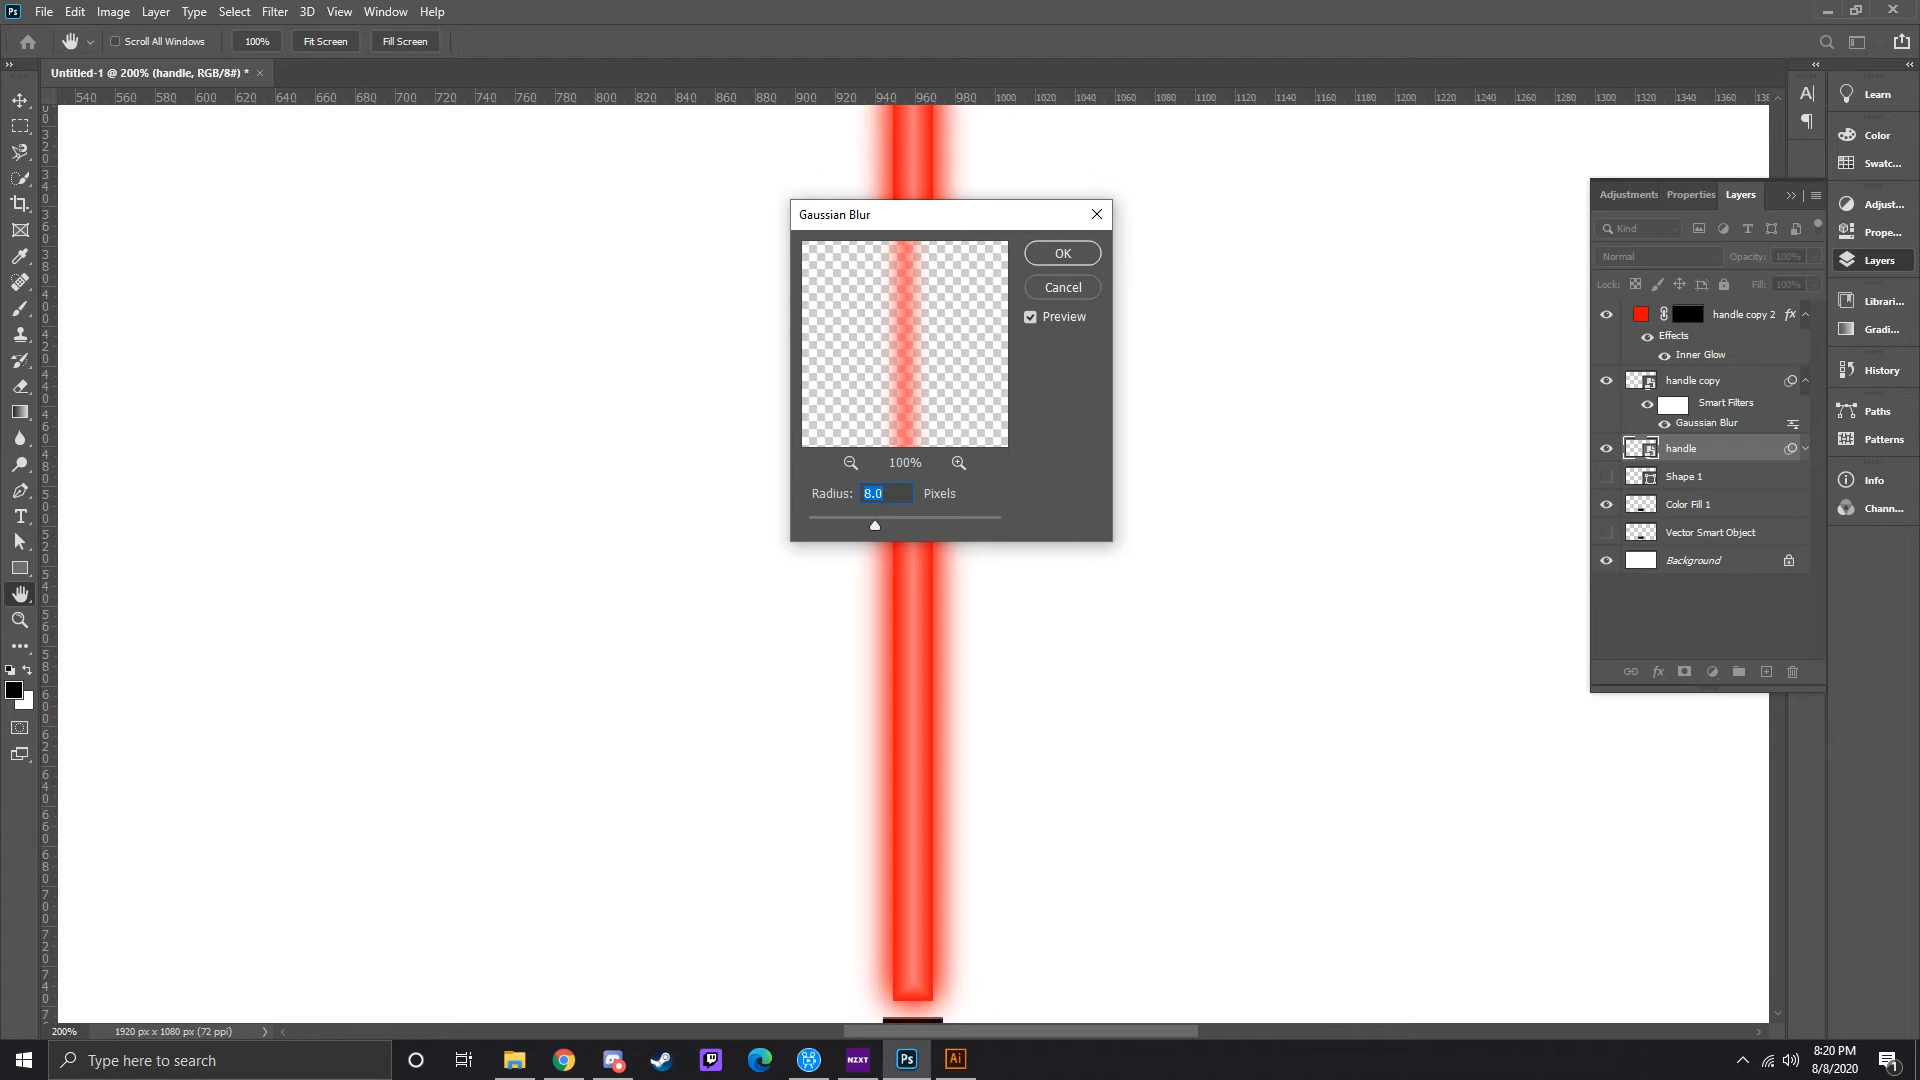 Ps File Edit Image Layer Type Select Filter 3D View Window Help
Scroll All Windows 100% Fit Screen Fill Screen
Untitled-1 @ 200% (handle, RGB/8#) * ×
540 560 580 600 620 640 660 680 700 720 740 760 780 800 820 840 860 880 900 920 940 960 980 1000 1020 1040 1060 1080 1100 1120 1140 1160 1180 1200 1220 1240 1260 1280 1300 1320 1340 1360
Learn
Color
Swatc...
Adjust...
Prope...
Layers
Librari...
Gradi...
History
Paths
Patterns
Info
Chann...
Gaussian Blur
OK
Cancel
Preview
100%
Radius: 8.0 Pixels
Adjustments Properties Layers
Kind
Normal Opacity: 100%
Lock: Fill: 100%
handle copy 2 fx
Effects
Inner Glow
handle copy
Smart Filters
Gaussian Blur
handle
Shape 1
Color Fill 1
Vector Smart Object
Background
fx
200% 1920 px x 1080 px (72 ppi)
Type here to search
NZXT Ps Ai
8:20 PM
8/8/2020
1